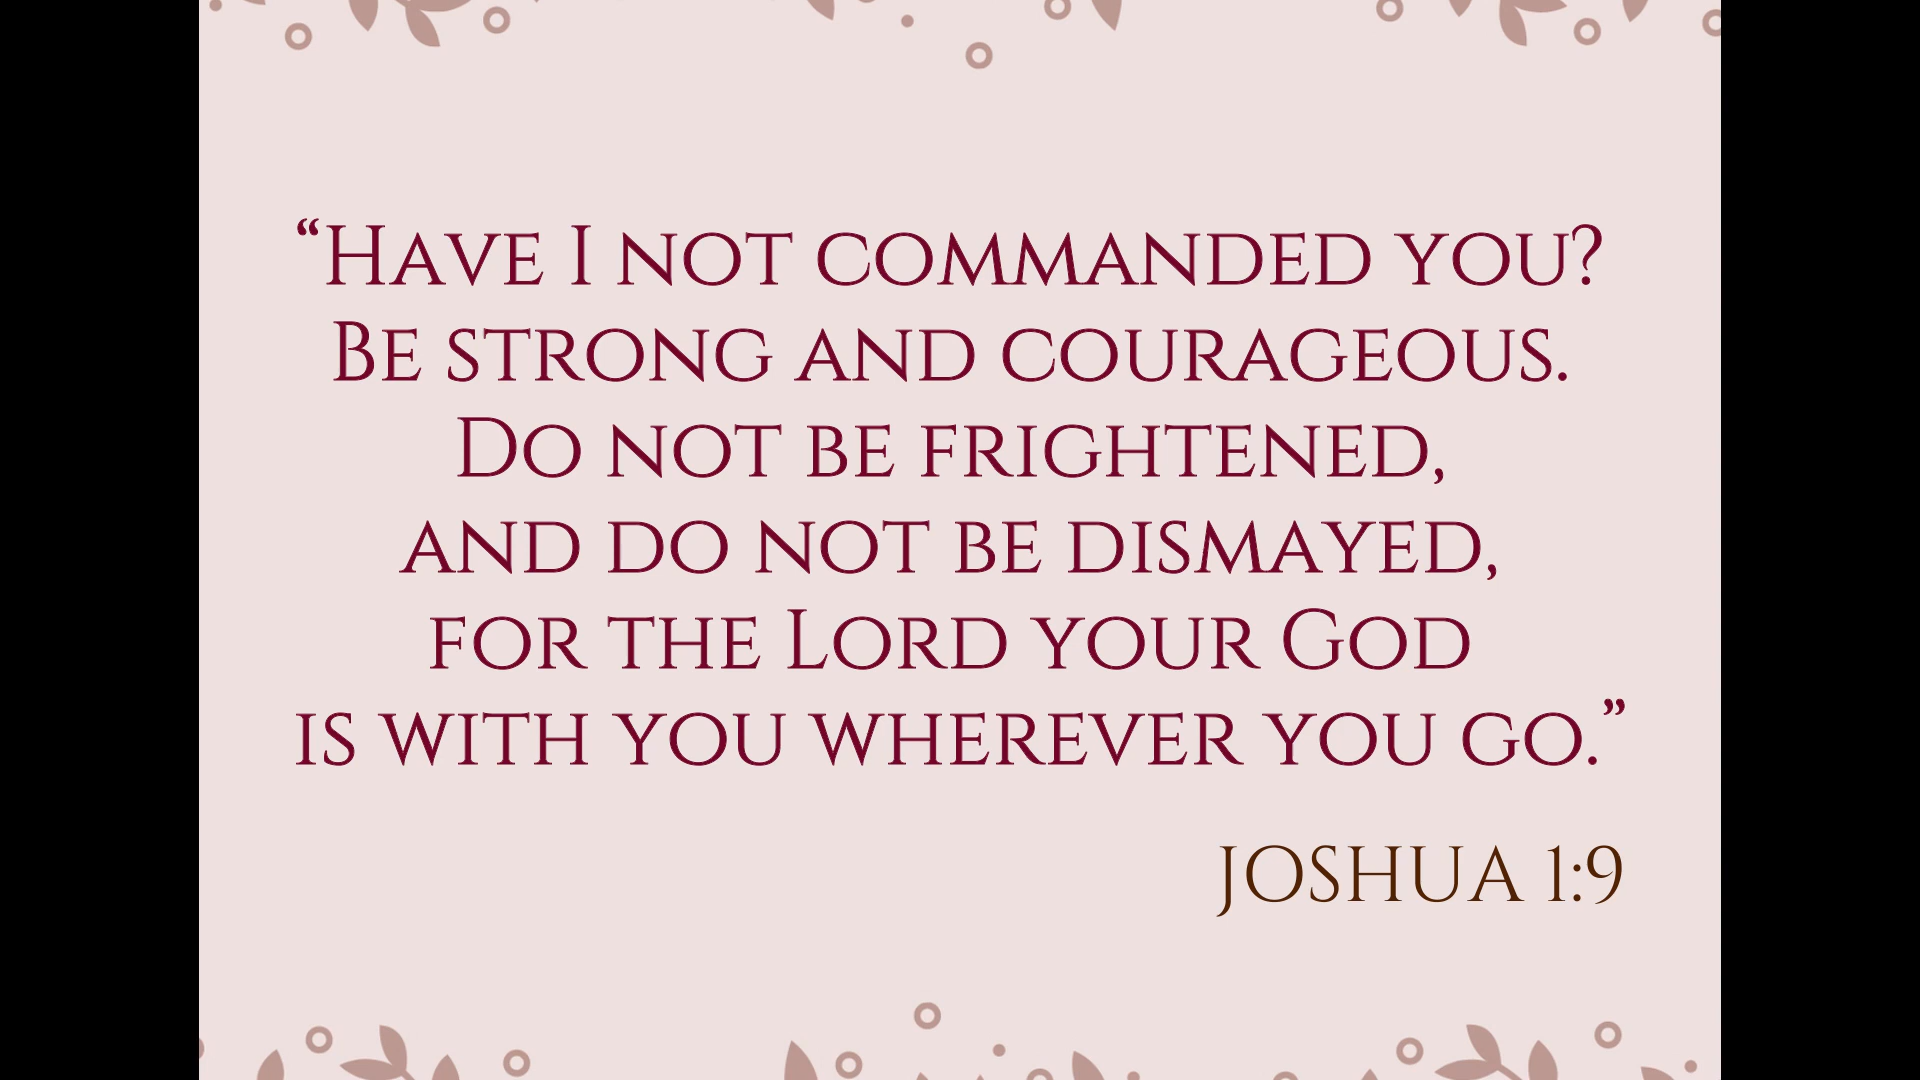 “Have I not commanded you?
Be strong and courageous.
Do not be frightened,
and do not be dismayed,
for the Lord your God
is with you wherever you go.”
JOSHUA 1:9